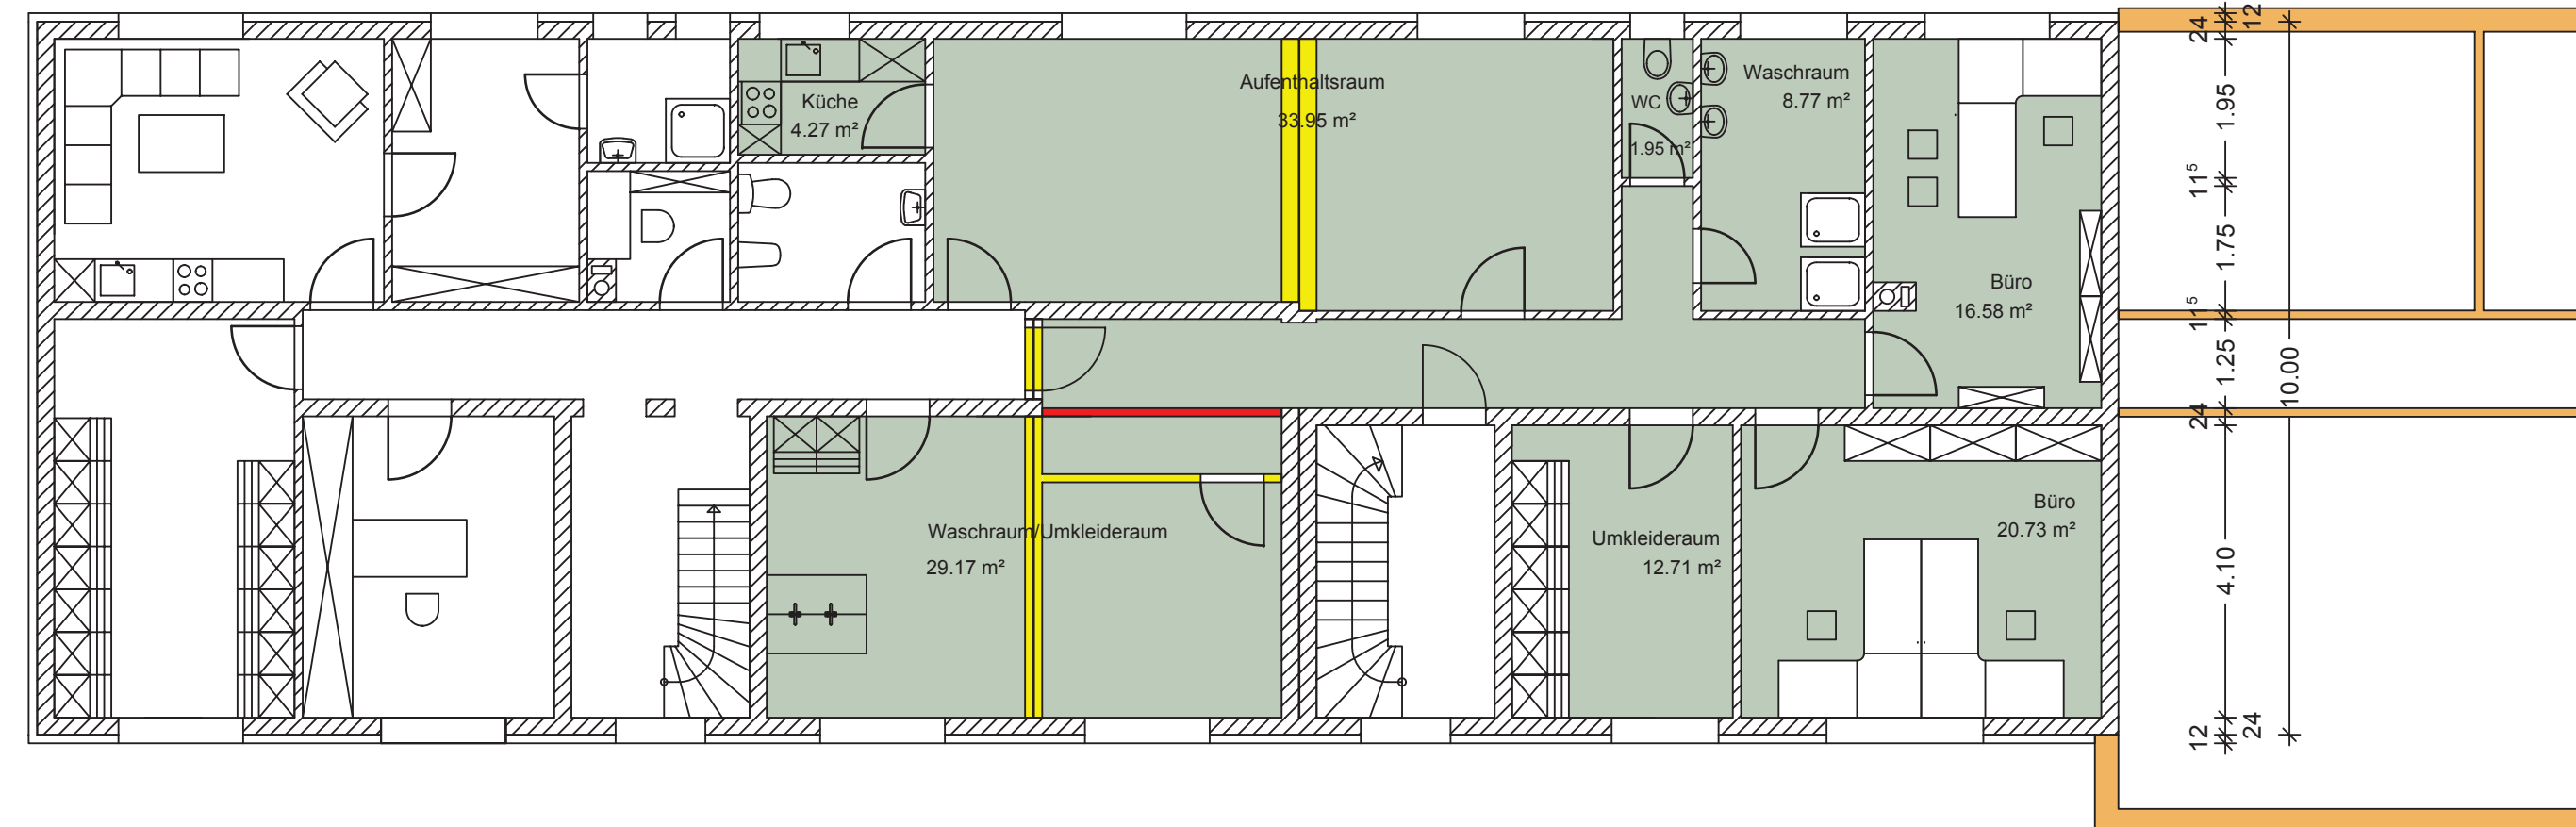 Küche
4.27 m²
Aufenthaltsraum
33.95 m²
WC
1.95 m²
Waschraum
8.77 m²
Büro
16.58 m²
Waschraum/Umkleideraum
29.17 m²
Umkleideraum
12.71 m²
Büro
20.73 m²
24
12
1.95
11⁵
1.75
11⁵
1.25
10.00
24
4.10
12
24